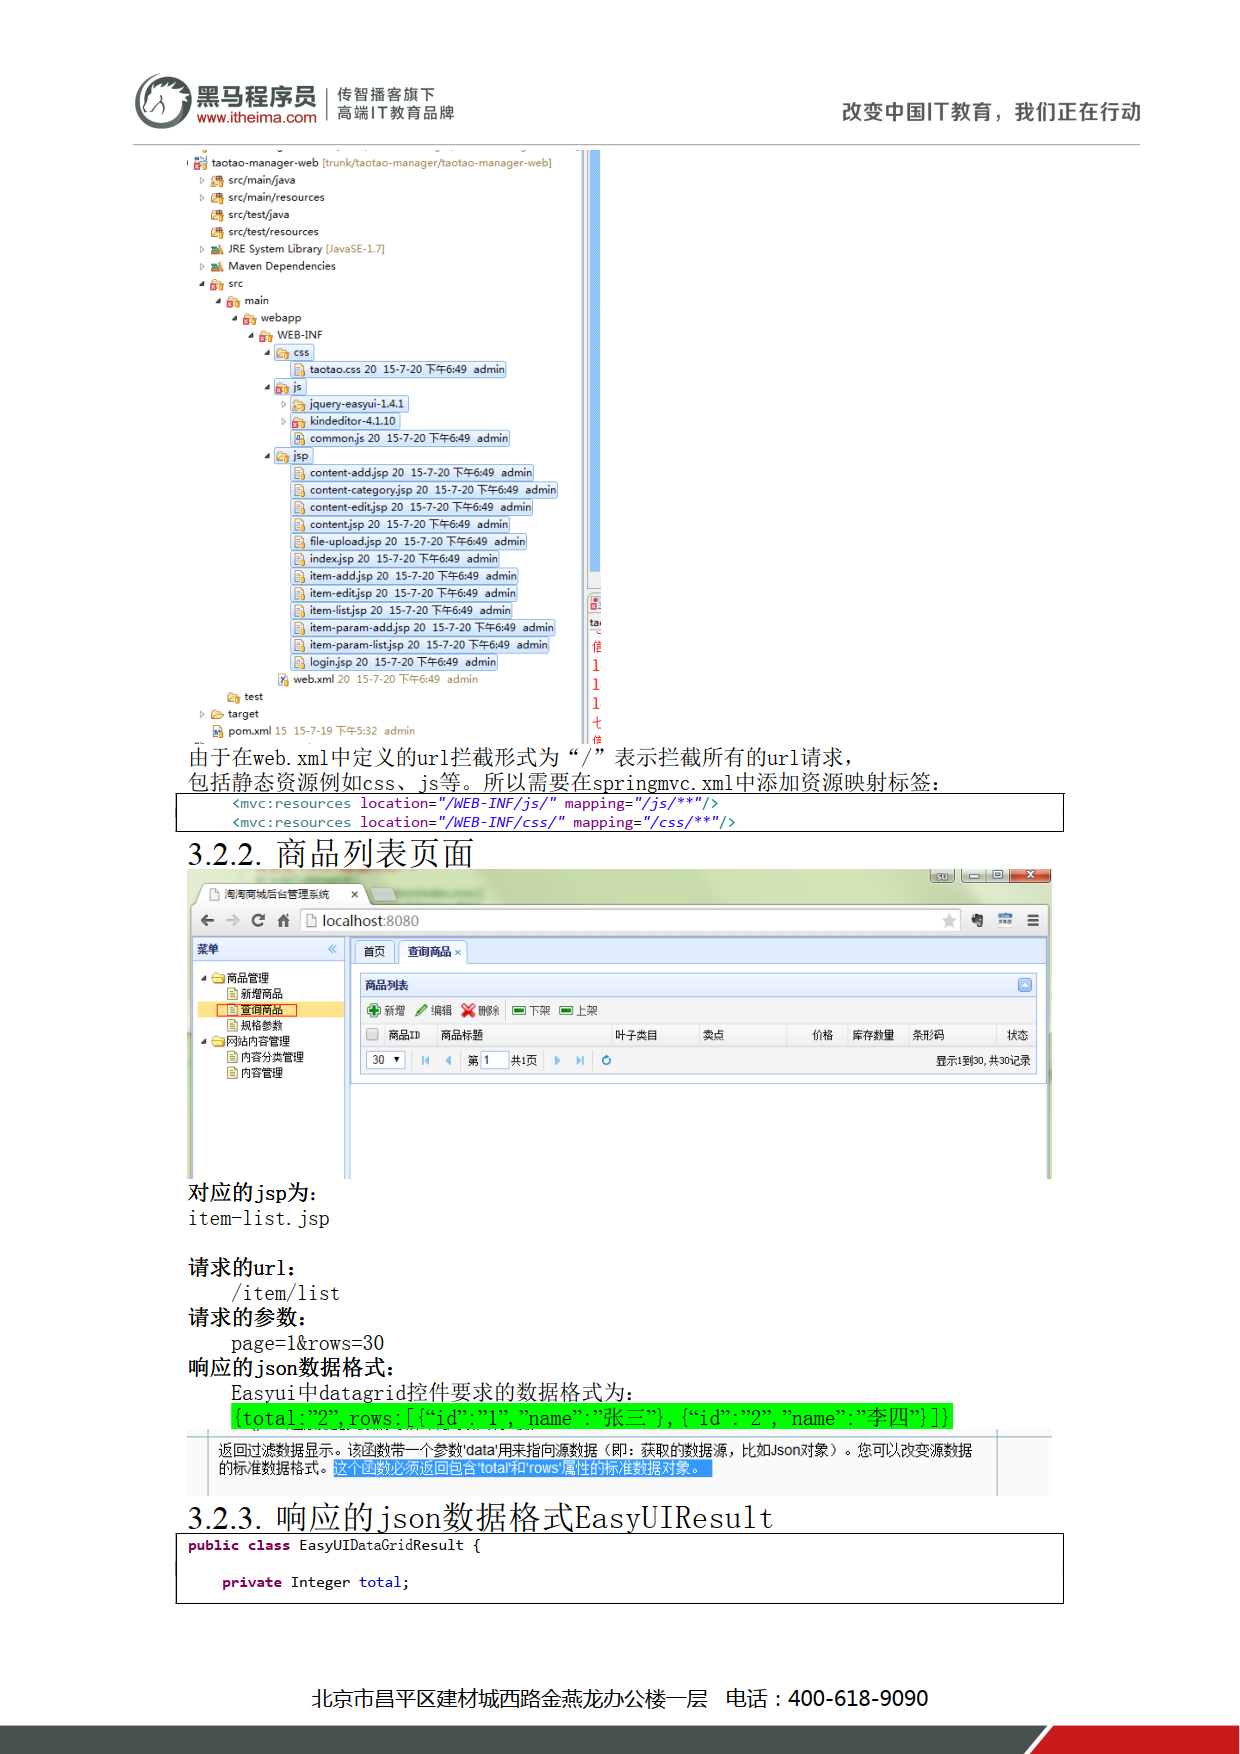 黑马程序员
www.itheima.com
传智播客旗下
高端IT教育品牌
改变中国IT教育，我们正在行动
taotao-manager-web [trunk/taotao-manager/taotao-manager-web]
src/main/java
src/main/resources
src/test/java
src/test/resources
JRE System Library [JavaSE-1.7]
Maven Dependencies
src
main
webapp
WEB-INF
css
taotao.css 20 15-7-20 下午6:49 admin
js
jquery-easyui-1.4.1
kindeditor-4.1.10
common.js 20 15-7-20 下午6:49 admin
jsp
content-add.jsp 20 15-7-20 下午6:49 admin
content-category.jsp 20 15-7-20 下午6:49 admin
content-edit.jsp 20 15-7-20 下午6:49 admin
content.jsp 20 15-7-20 下午6:49 admin
file-upload.jsp 20 15-7-20 下午6:49 admin
index.jsp 20 15-7-20 下午6:49 admin
item-add.jsp 20 15-7-20 下午6:49 admin
item-edit.jsp 20 15-7-20 下午6:49 admin
item-list.jsp 20 15-7-20 下午6:49 admin
item-param-add.jsp 20 15-7-20 下午6:49 admin
item-param-list.jsp 20 15-7-20 下午6:49 admin
login.jsp 20 15-7-20 下午6:49 admin
web.xml 20 15-7-20 下午6:49 admin
test
target
pom.xml 15 15-7-19 下午5:32 admin
由于在web.xml中定义的url拦截形式为“/”表示拦截所有的url请求，
包括静态资源例如css、js等。所以需要在springmvc.xml中添加资源映射标签：
<mvc:resources location="/WEB-INF/js/" mapping="/js/**"/>
<mvc:resources location="/WEB-INF/css/" mapping="/css/**"/>
3.2.2. 商品列表页面
淘淘商城后台管理系统
localhost:8080
菜单
首页 查询商品
商品管理
新增商品
查询商品
规格参数
网站内容管理
内容分类管理
内容管理
商品列表
新增 编辑 删除 下架 上架
商品ID 商品标题 叶子类目 卖点 价格 库存数量 条形码 状态
30 第 1 共1页 显示1到30,共30记录
对应的jsp为：
item-list.jsp
请求的url：
/item/list
请求的参数：
page=1&rows=30
响应的json数据格式：
Easyui中datagrid控件要求的数据格式为：
{total:”2”,rows:[{“id”:”1”,”name”:”张三”},{“id”:”2”,”name”:”李四”}]}
返回过滤数据显示。该函数带一个参数'data'用来指向源数据（即：获取的数据源，比如Json对象）。您可以改变源数据
的标准数据格式。这个函数必须返回包含'total'和'rows'属性的标准数据对象。
3.2.3. 响应的json数据格式EasyUIResult
public class EasyUIDataGridResult {
private Integer total;
北京市昌平区建材城西路金燕龙办公楼一层 电话：400-618-9090